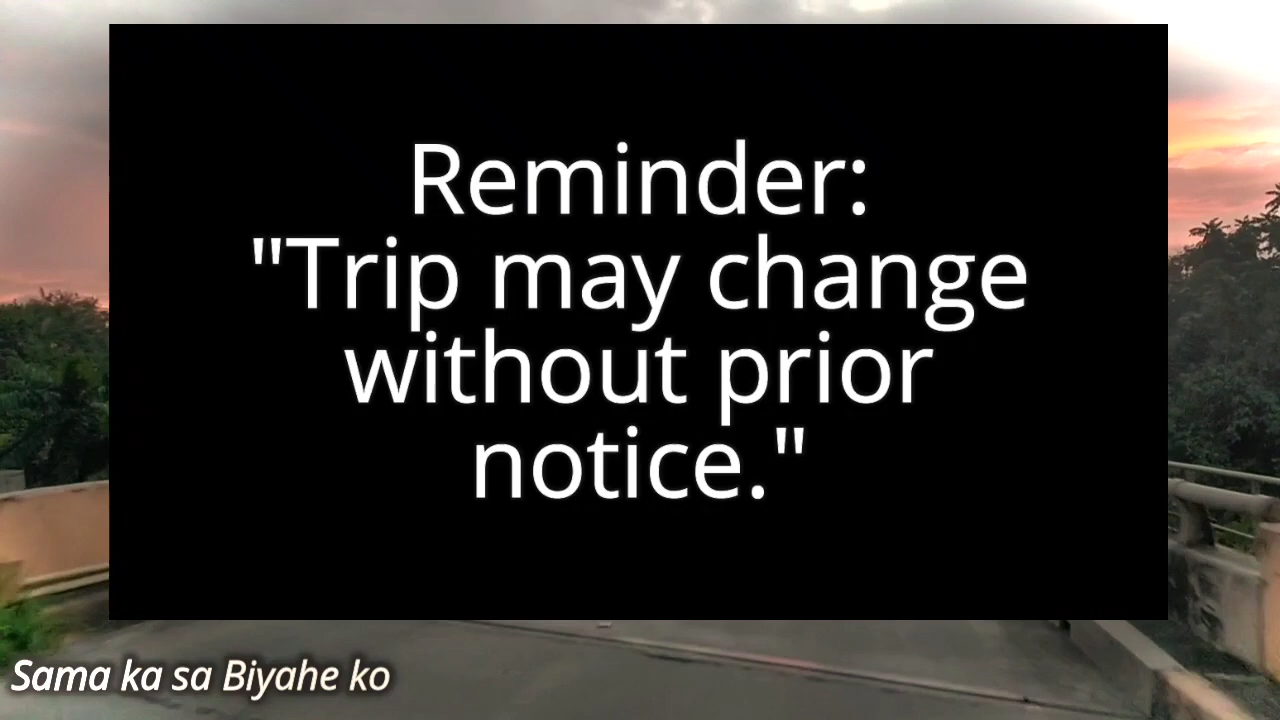 Reminder:
"Trip may change
without prior
notice."
Sama ka sa Biyahe ko